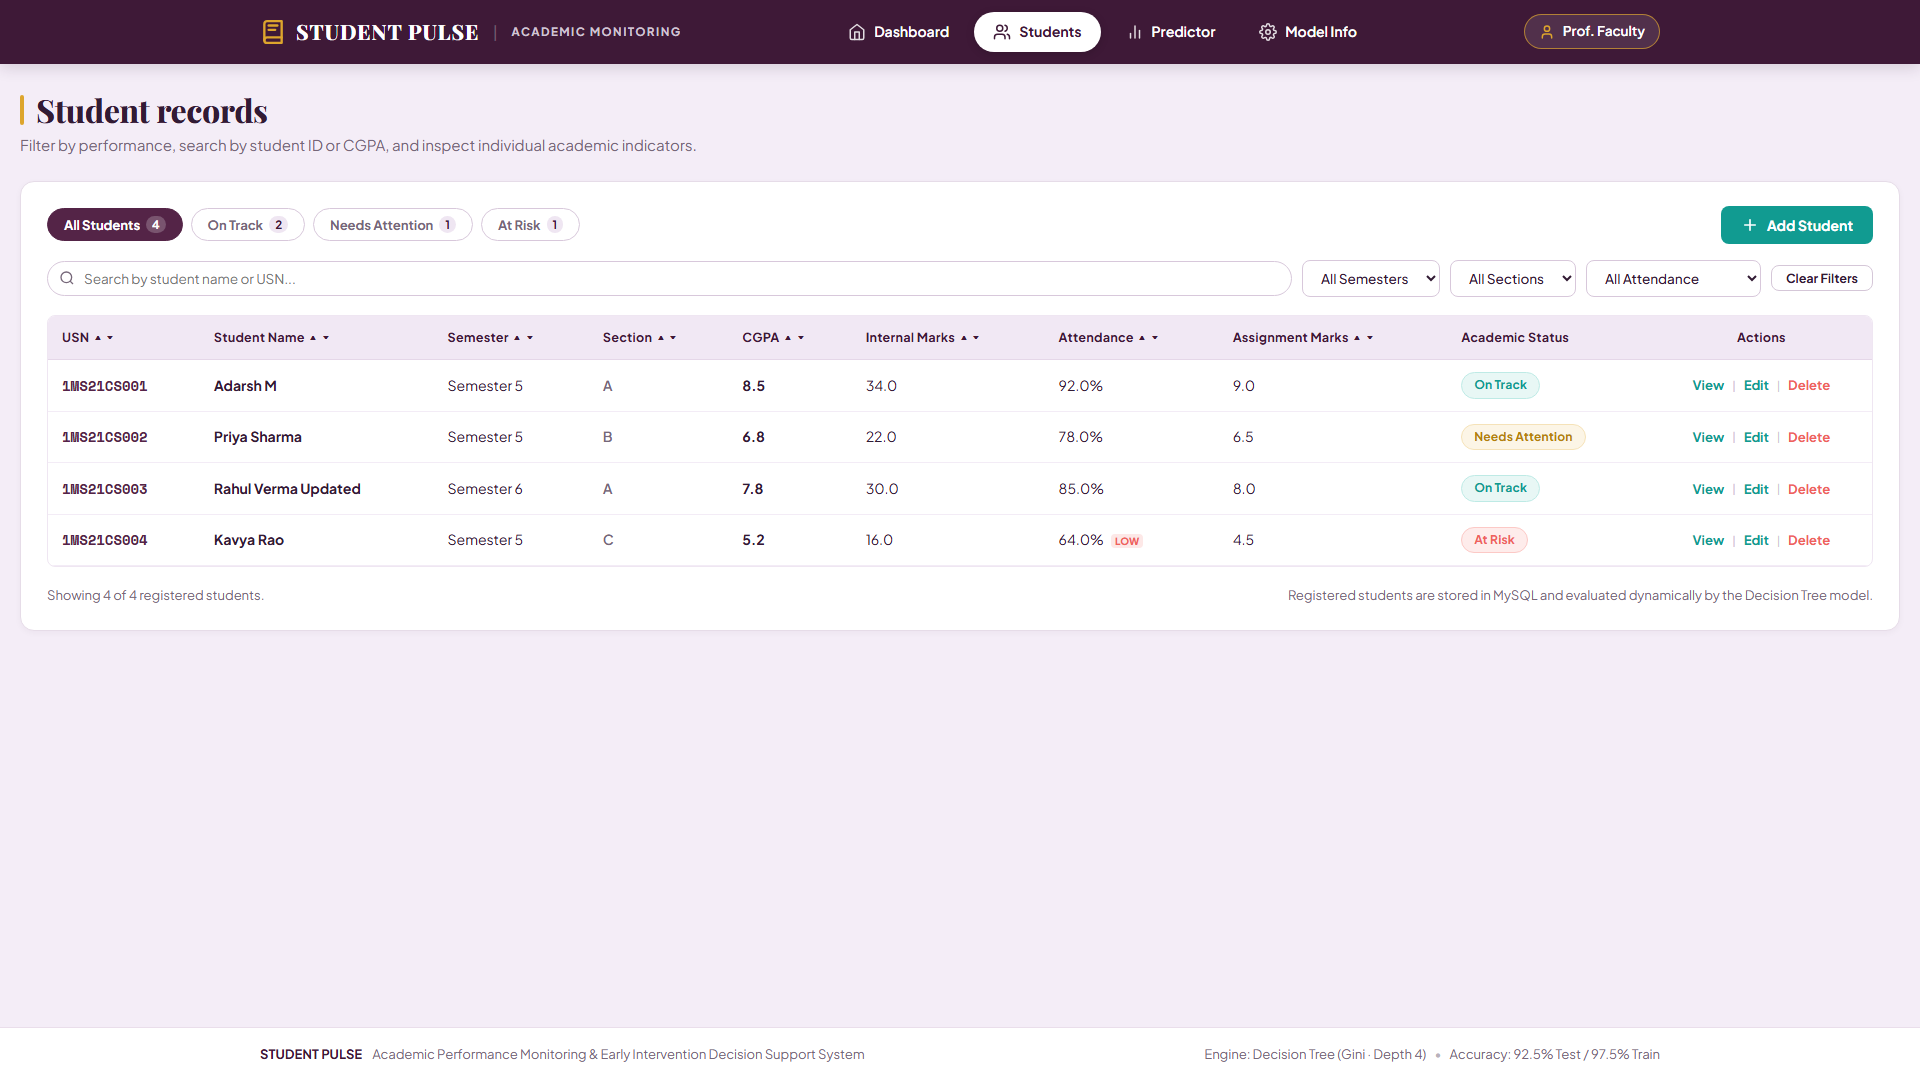 STUDENT PULSE | ACADEMIC MONITORING
Dashboard
Students
Predictor
Model Info
Prof. Faculty
Student records
Filter by performance, search by student ID or CGPA, and inspect individual academic indicators.
All Students 4
On Track 2
Needs Attention 1
At Risk 1
+ Add Student
Search by student name or USN...
All Semesters
All Sections
All Attendance
Clear Filters
USN ▲ ▼ Student Name ▲ ▼ Semester ▲ ▼ Section ▲ ▼ CGPA ▲ ▼ Internal Marks ▲ ▼ Attendance ▲ ▼ Assignment Marks ▲ ▼ Academic Status Actions
1MS21CS001 Adarsh M Semester 5 A 8.5 34.0 92.0% 9.0 On Track View | Edit | Delete
1MS21CS002 Priya Sharma Semester 5 B 6.8 22.0 78.0% 6.5 Needs Attention View | Edit | Delete
1MS21CS003 Rahul Verma Updated Semester 6 A 7.8 30.0 85.0% 8.0 On Track View | Edit | Delete
1MS21CS004 Kavya Rao Semester 5 C 5.2 16.0 64.0% LOW 4.5 At Risk View | Edit | Delete
Showing 4 of 4 registered students.
Registered students are stored in MySQL and evaluated dynamically by the Decision Tree model.
STUDENT PULSE Academic Performance Monitoring & Early Intervention Decision Support System
Engine: Decision Tree (Gini · Depth 4) • Accuracy: 92.5% Test / 97.5% Train